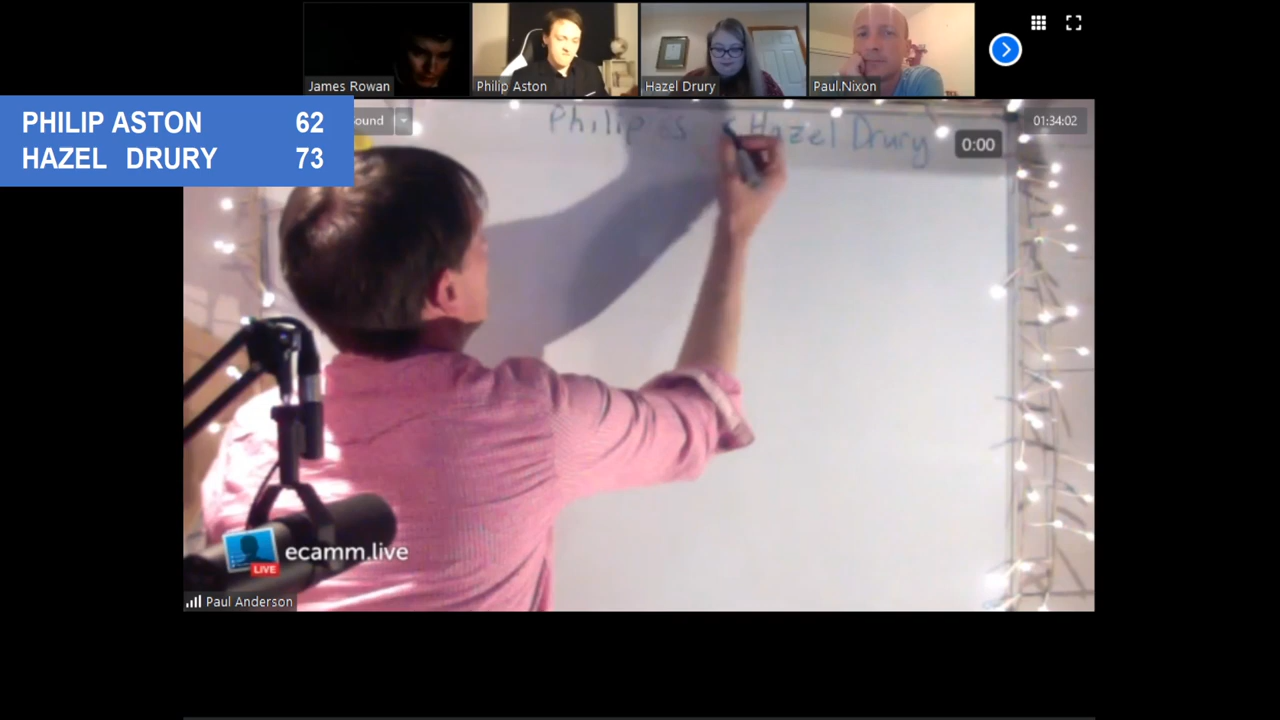 James Rowan
Philip Aston
Hazel Drury
Paul.Nixon
PHILIP ASTON 62
HAZEL DRURY 73
ound
Philip as
Hazel Drury
01:34:02
0:00
ecamm.live
LIVE
Paul Anderson